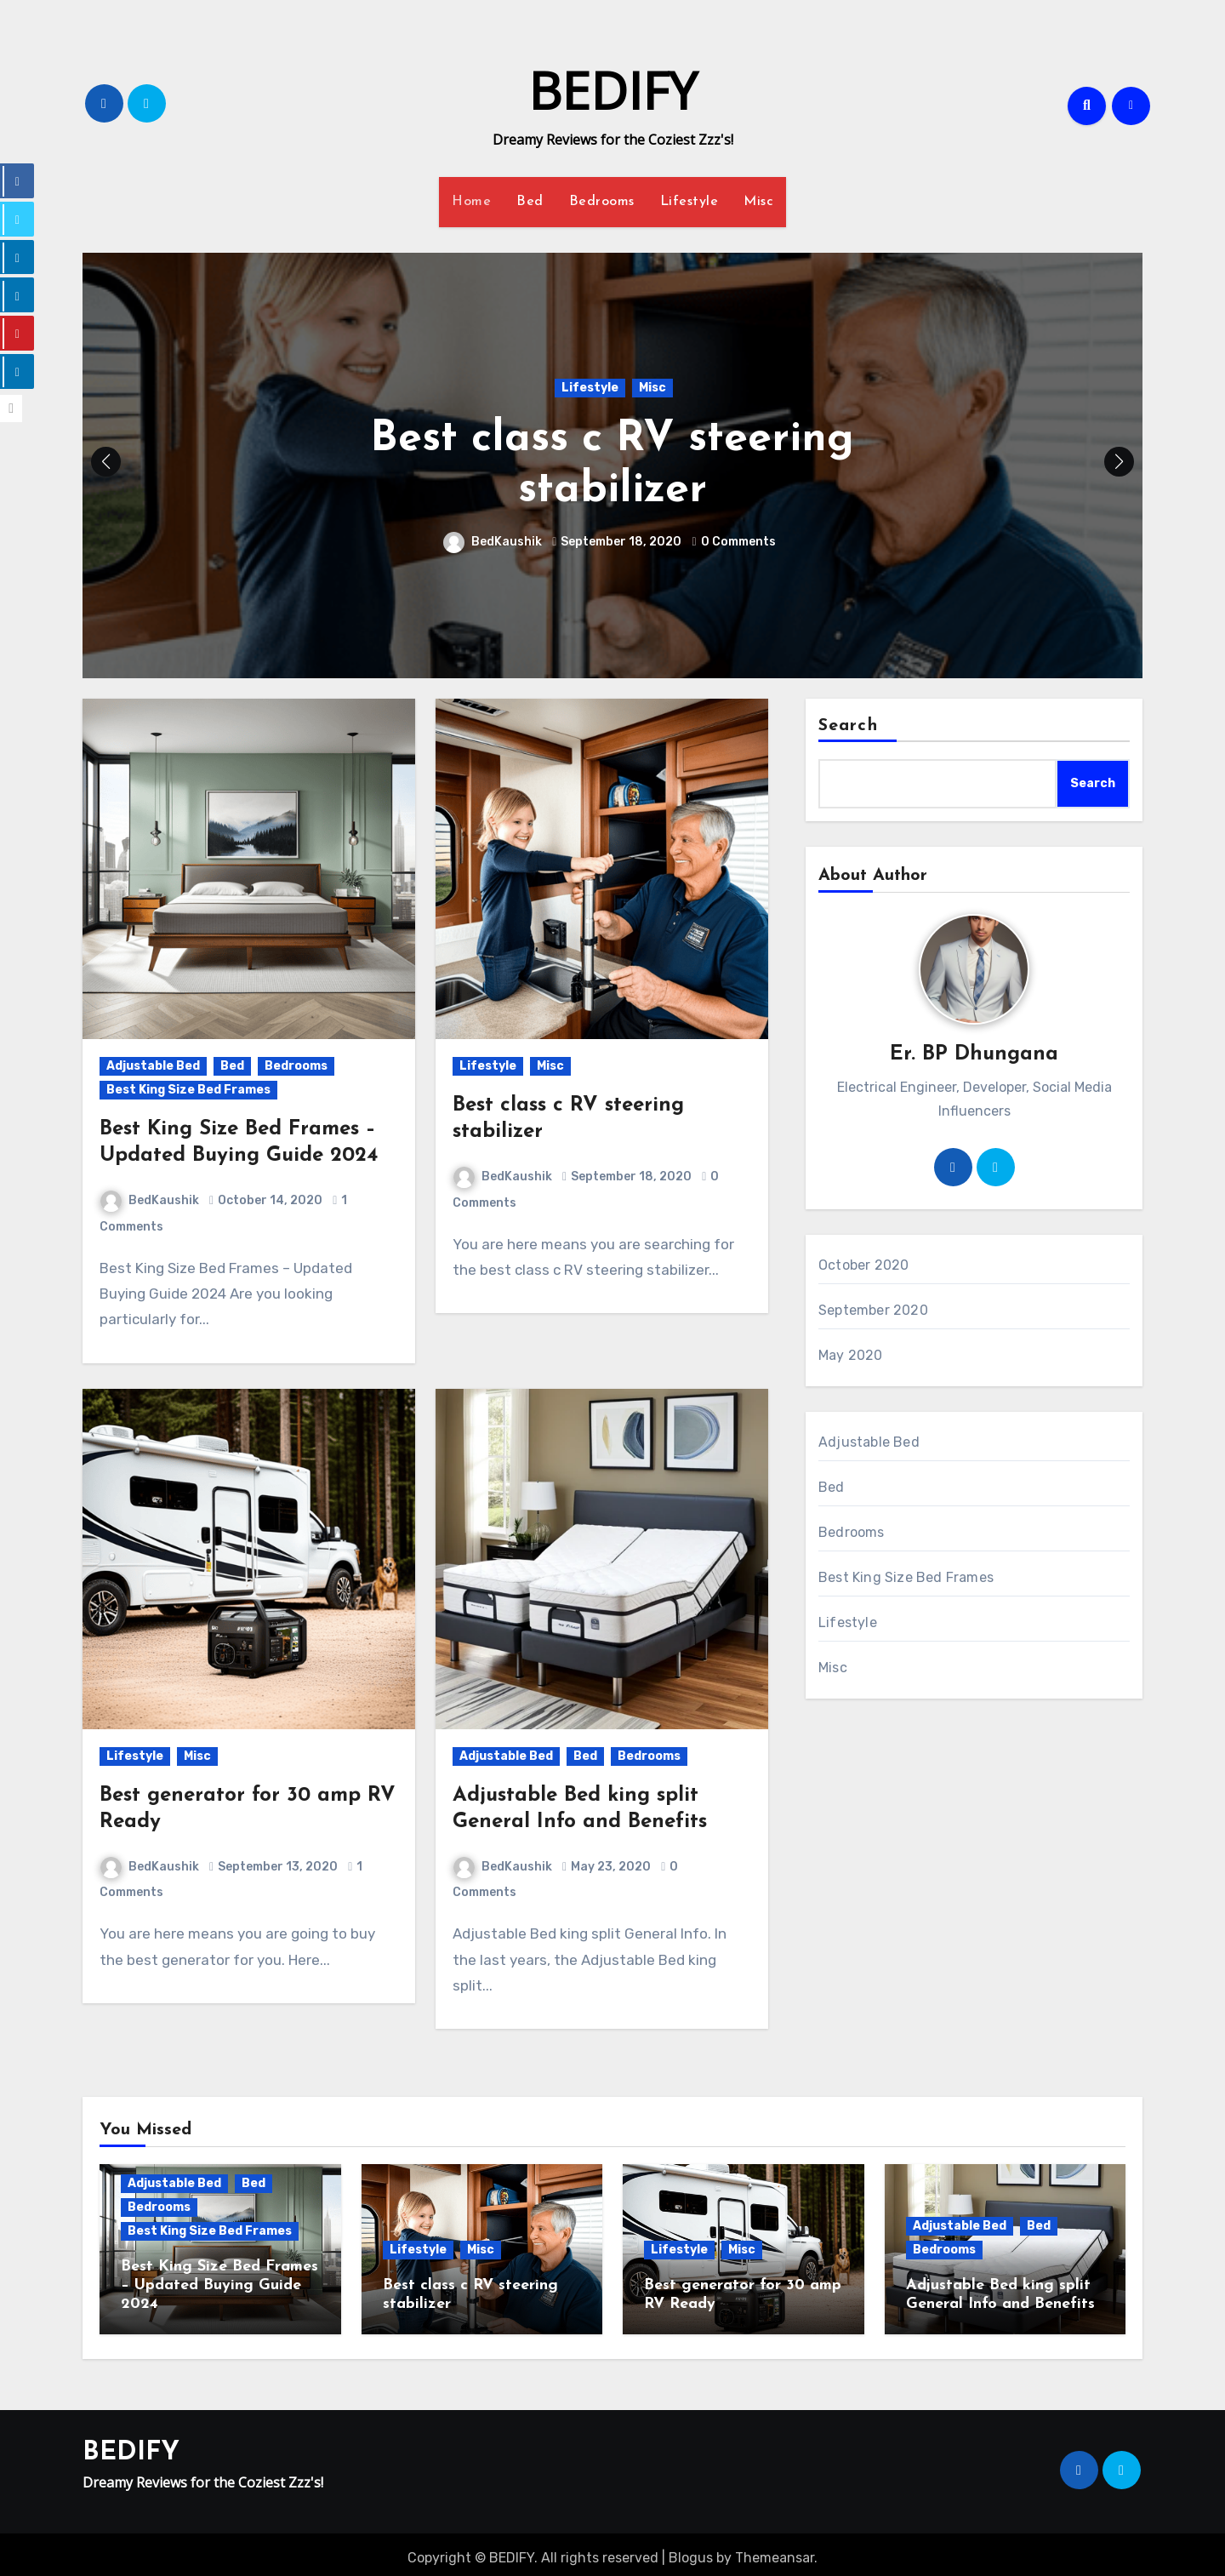 BEDIFY
Dreamy Reviews for the Coziest Zzz's!
Home Bed Bedrooms Lifestyle Misc
Lifestyle Misc
Best class c RV steering
stabilizer
BedKaushik September 18, 2020 0 Comments
Adjustable Bed Bed Bedrooms
Best King Size Bed Frames
Best King Size Bed Frames –
Updated Buying Guide 2024
BedKaushik October 14, 2020 1
Comments
Best King Size Bed Frames – Updated
Buying Guide 2024 Are you looking
particularly for...
Lifestyle Misc
Best class c RV steering
stabilizer
BedKaushik September 18, 2020 0
Comments
You are here means you are searching for
the best class c RV steering stabilizer...
Lifestyle Misc
Best generator for 30 amp RV
Ready
BedKaushik September 13, 2020 1
Comments
You are here means you are going to buy
the best generator for you. Here...
Adjustable Bed Bed Bedrooms
Adjustable Bed king split
General Info and Benefits
BedKaushik May 23, 2020 0
Comments
Adjustable Bed king split General Info. In
the last years, the Adjustable Bed king
split...
Search
Search
About Author
Er. BP Dhungana
Electrical Engineer, Developer, Social Media
Influencers
October 2020
September 2020
May 2020
Adjustable Bed
Bed
Bedrooms
Best King Size Bed Frames
Lifestyle
Misc
You Missed
Adjustable Bed Bed
Bedrooms
Best King Size Bed Frames
Best King Size Bed Frames
– Updated Buying Guide
2024
Lifestyle Misc
Best class c RV steering
stabilizer
Lifestyle Misc
Best generator for 30 amp
RV Ready
Adjustable Bed Bed
Bedrooms
Adjustable Bed king split
General Info and Benefits
BEDIFY
Dreamy Reviews for the Coziest Zzz's!
Copyright © BEDIFY. All rights reserved | Blogus by Themeansar.